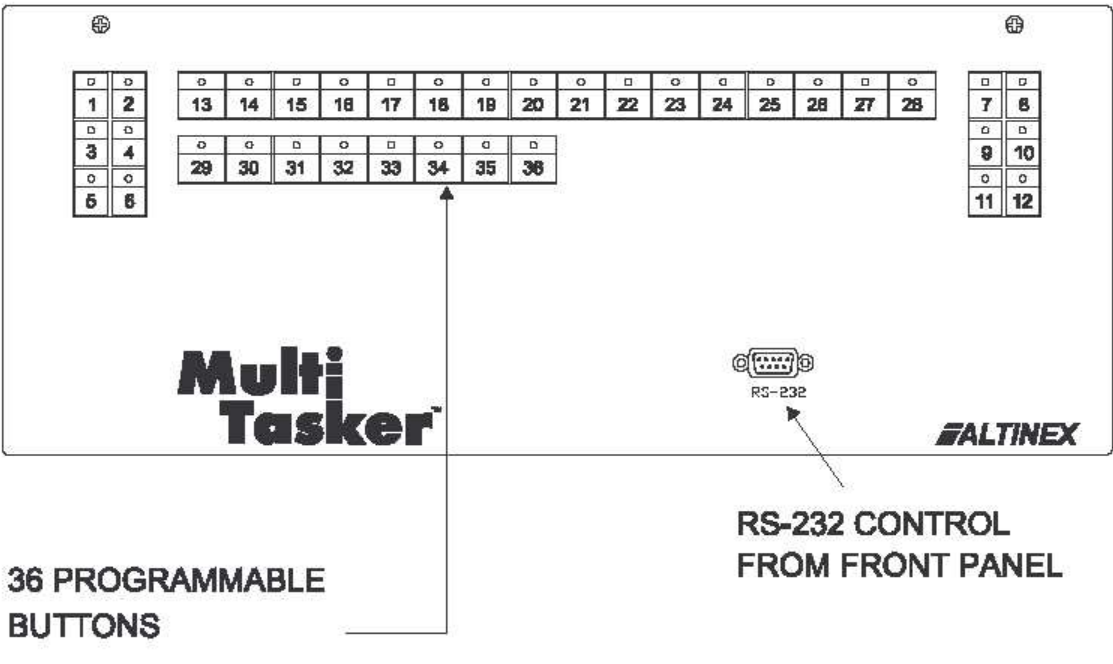 1 2 13 14 15 16 17 18 19 20 21 22 23 24 25 26 27 28 7 8
3 4 29 30 31 32 33 34 35 36 9 10
5 6 11 12
Multi
Tasker™
RS-232
ALTINEX
RS-232 CONTROL
FROM FRONT PANEL
36 PROGRAMMABLE
BUTTONS